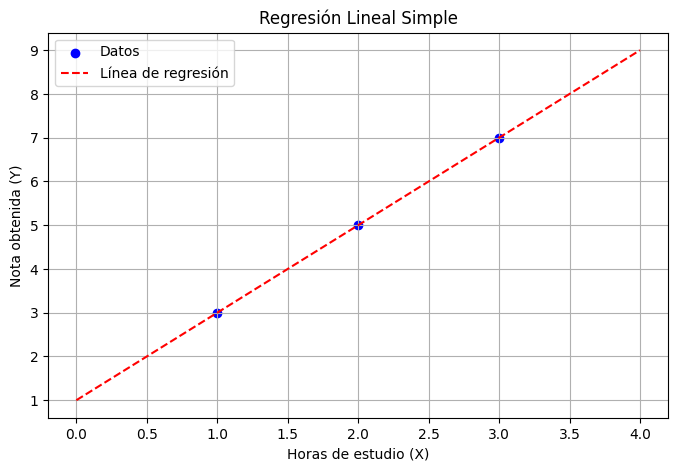 Regresión Lineal Simple
Datos
Línea de regresión
Nota obtenida (Y)
9
8
7
6
5
4
3
2
1
0.0 0.5 1.0 1.5 2.0 2.5 3.0 3.5 4.0
Horas de estudio (X)